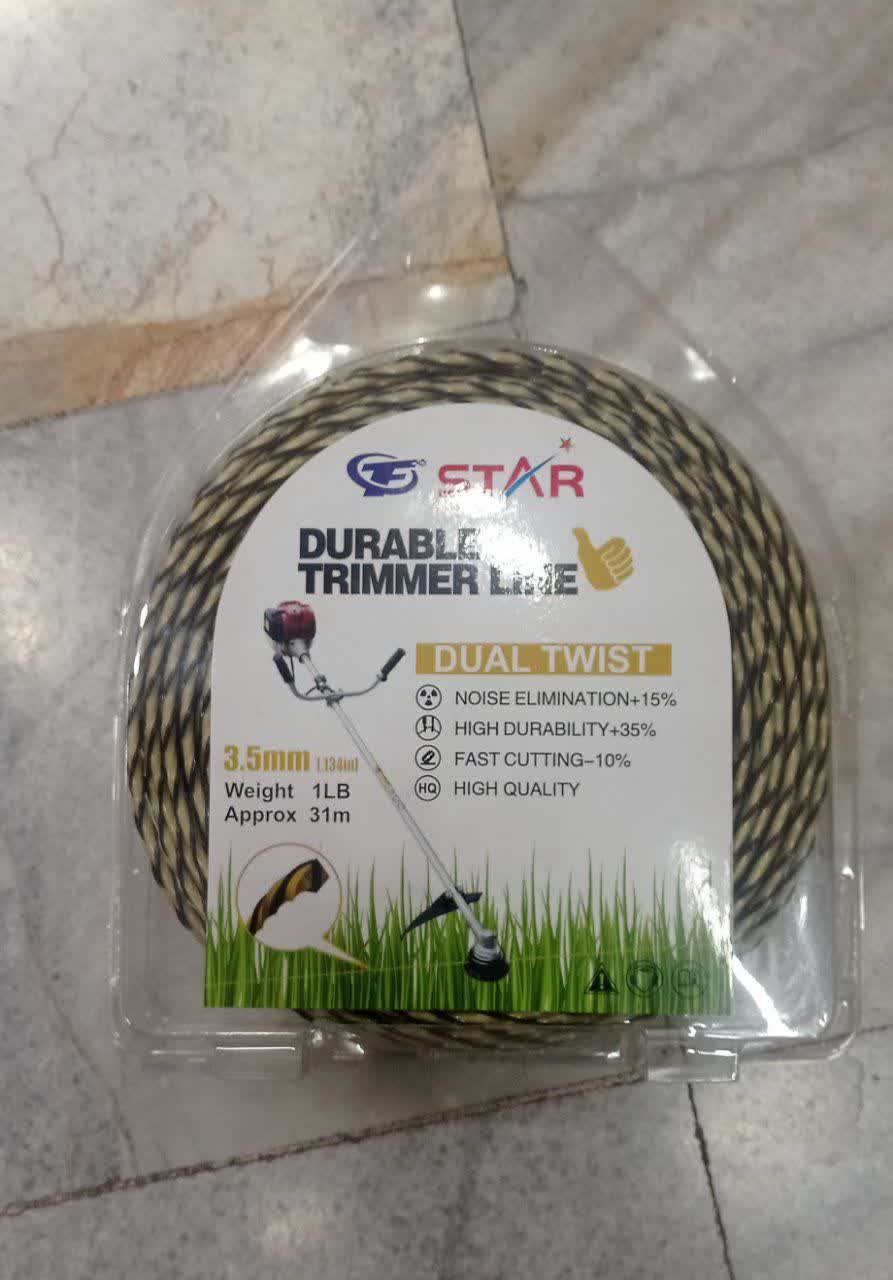 STAR
DURABLE
TRIMMER LINE
DUAL TWIST
NOISE ELIMINATION+15%
HIGH DURABILITY+35%
FAST CUTTING-10%
HQ HIGH QUALITY
3.5mm [.134in]
Weight 1LB
Approx 31m